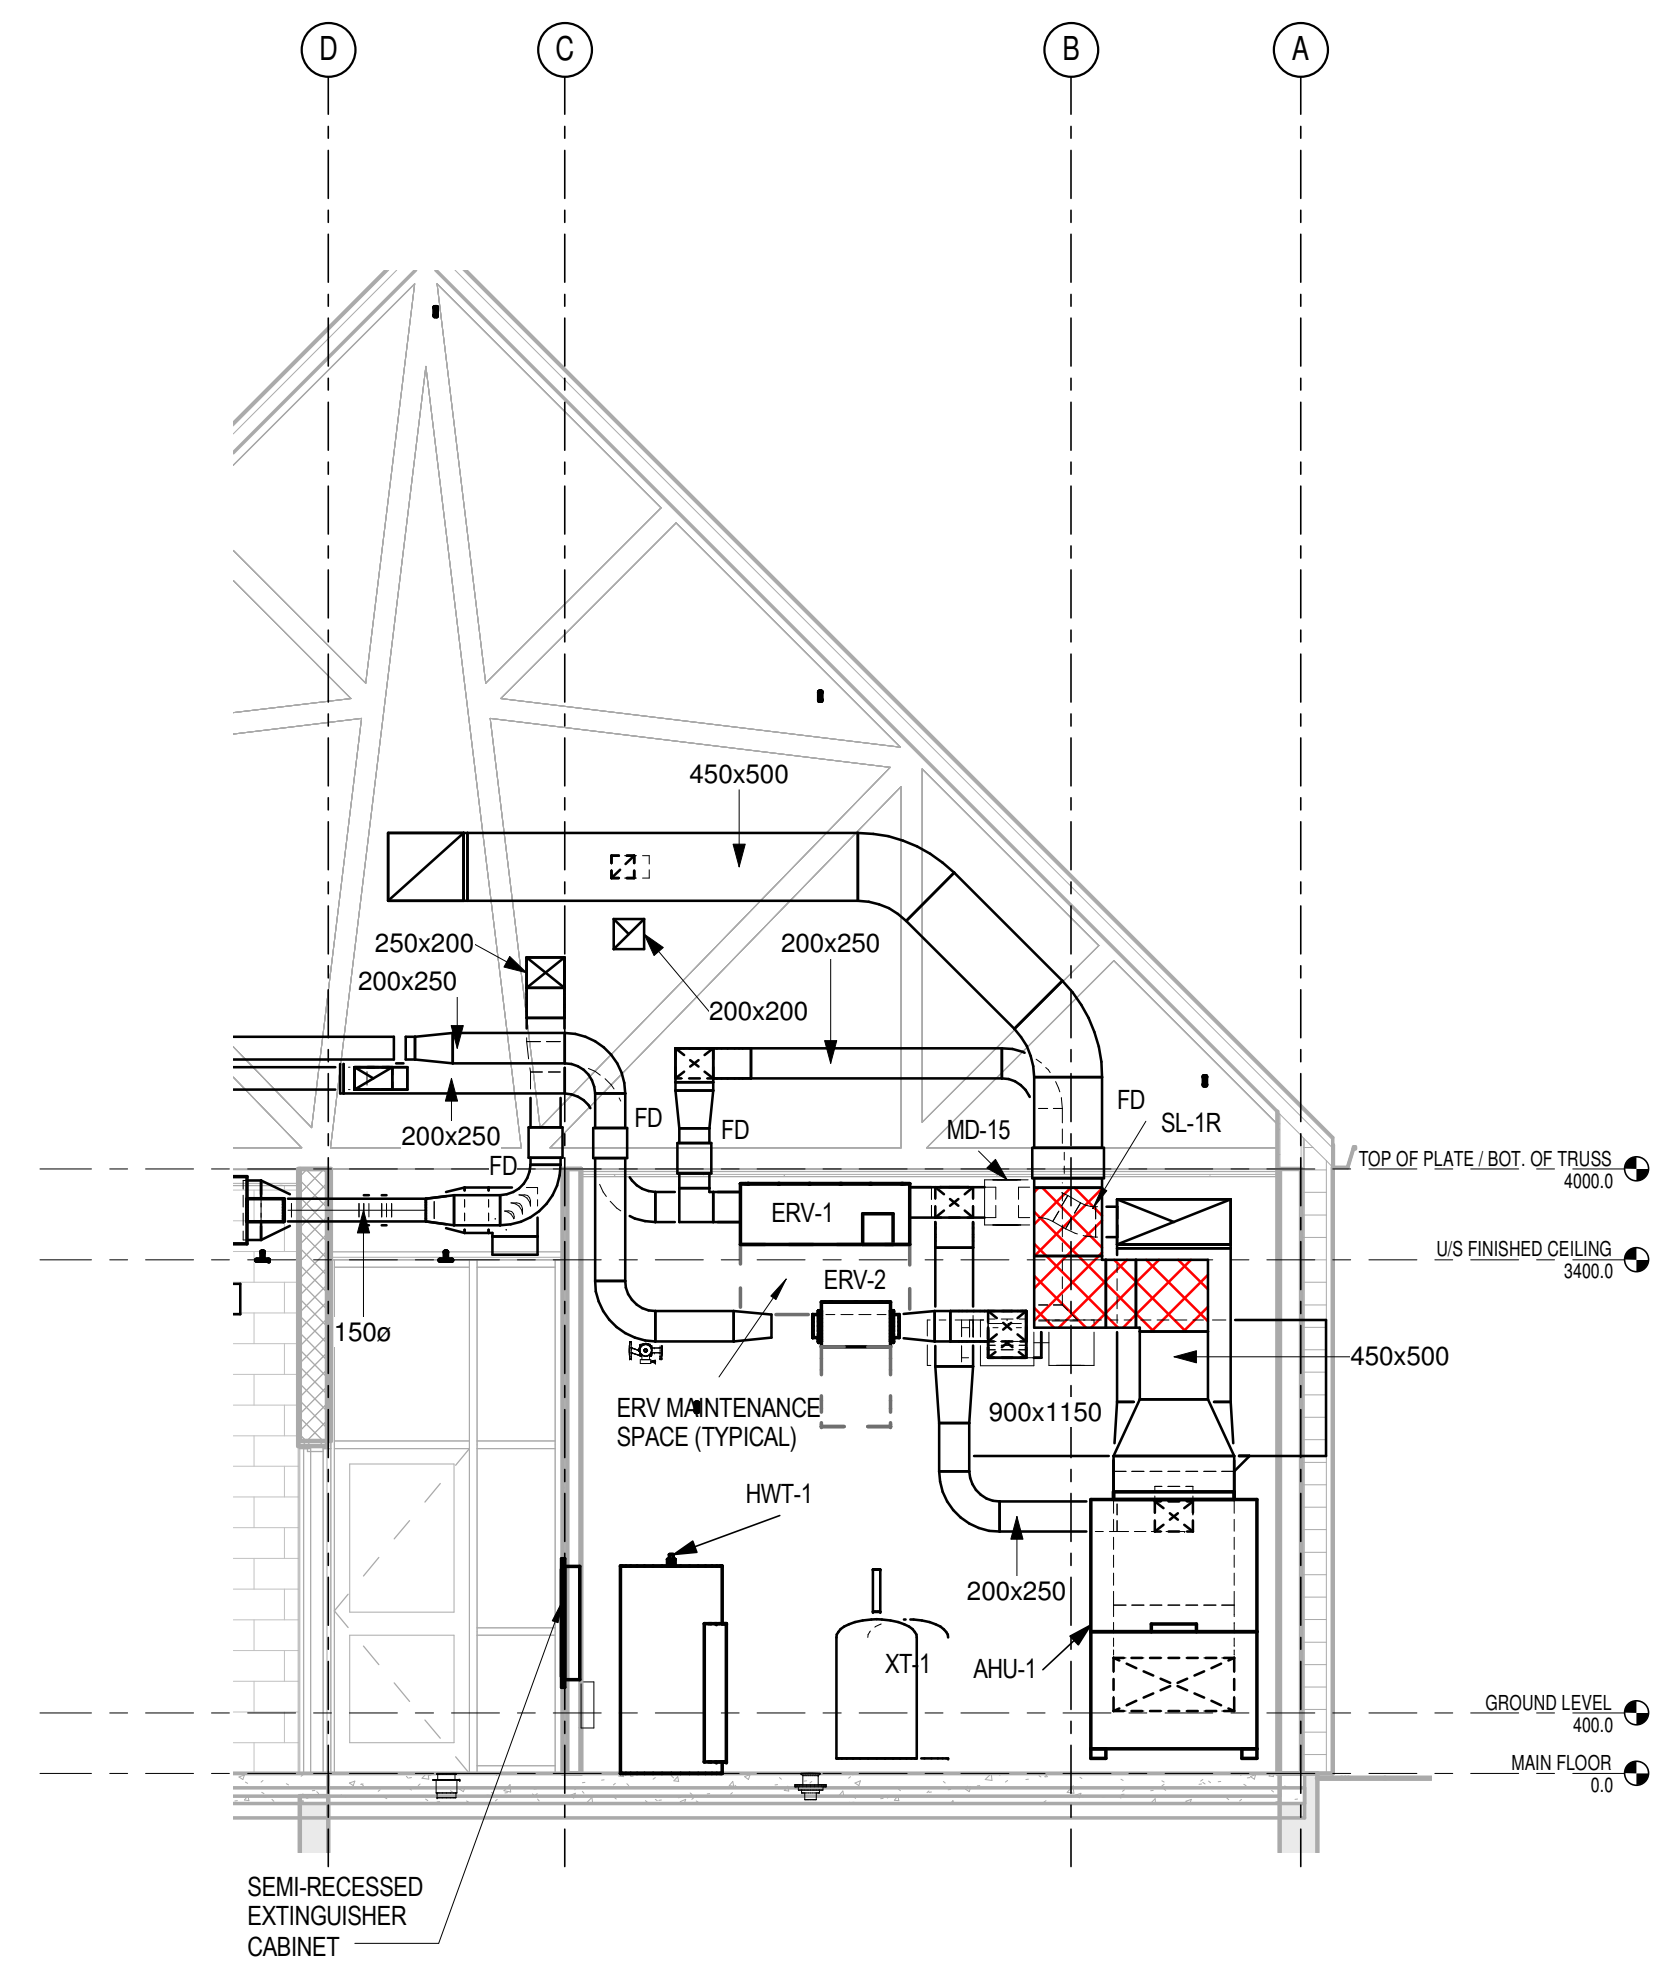 D
C
B
A
450x500
250x200
200x250
200x250
200x200
200x250
FD
FD
FD
FD
MD-15
SL-1R
TOP OF PLATE / BOT. OF TRUSS
4000.0
ERV-1
U/S FINISHED CEILING
3400.0
ERV-2
150ø
450x500
ERV MAINTENANCE
SPACE (TYPICAL)
900x1150
HWT-1
200x250
XT-1
AHU-1
GROUND LEVEL
400.0
MAIN FLOOR
0.0
SEMI-RECESSED
EXTINGUISHER
CABINET